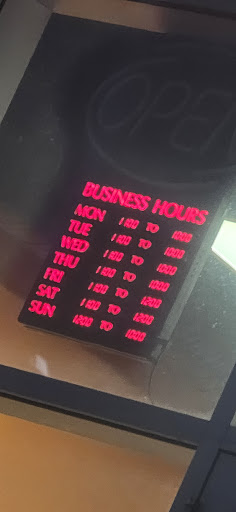 OPEN
BUSINESS HOURS
MON 11:00 TO 10:00
TUE 11:00 TO 10:00
WED 11:00 TO 10:00
THU 11:00 TO 10:00
FRI 11:00 TO 12:00
SAT 11:00 TO 12:00
SUN 12:00 TO 10:00